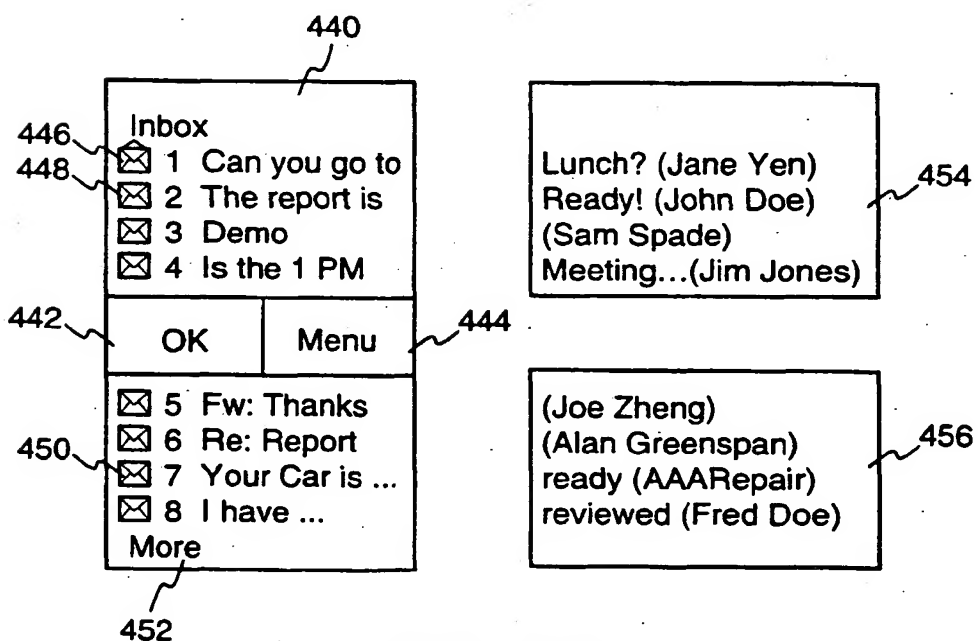 440
Inbox
446
1 Can you go to
448
2 The report is
3 Demo
4 Is the 1 PM
442
OK
Menu
444
5 Fw: Thanks
6 Re: Report
450
7 Your Car is ...
8 I have ...
More
452
Lunch? (Jane Yen)
Ready! (John Doe)
454
(Sam Spade)
Meeting...(Jim Jones)
(Joe Zheng)
(Alan Greenspan)
456
ready (AAARepair)
reviewed (Fred Doe)